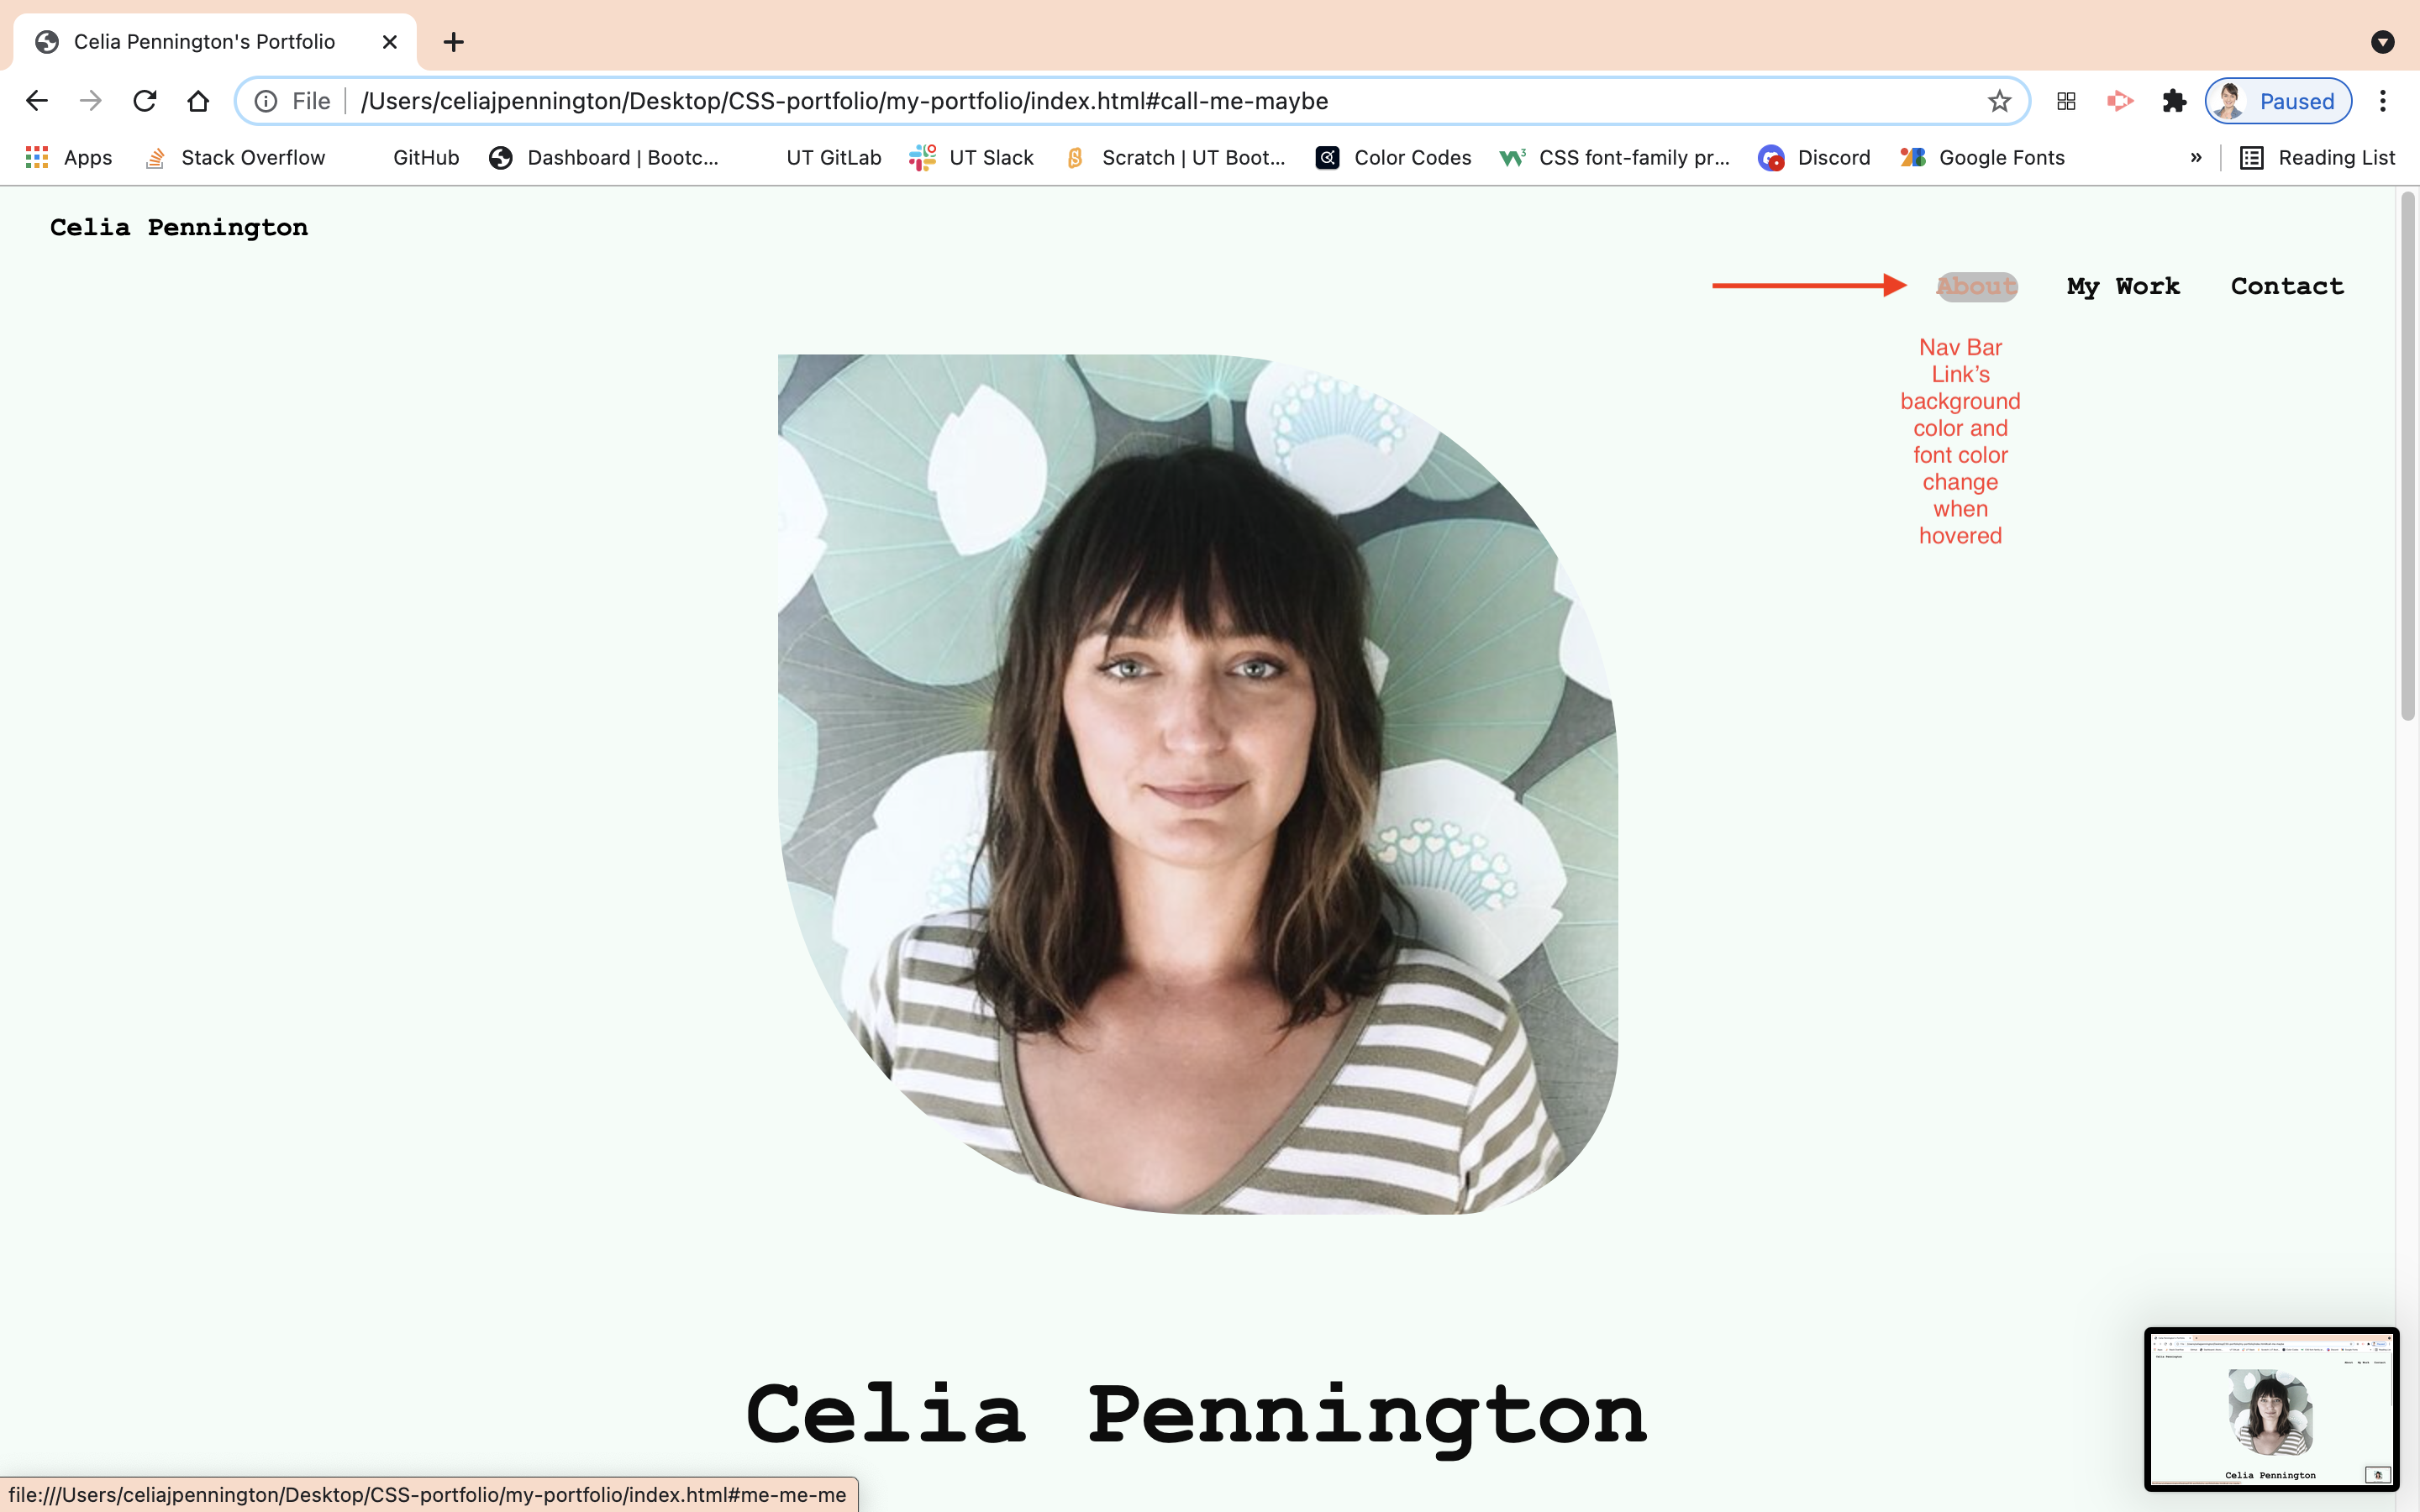 Celia Pennington's Portfolio
File /Users/celiajpennington/Desktop/CSS-portfolio/my-portfolio/index.html#call-me-maybe Paused
Apps Stack Overflow GitHub Dashboard | Bootc... UT GitLab UT Slack Scratch | UT Boot... Color Codes CSS font-family pr... Discord Google Fonts » Reading List
Celia Pennington
About My Work Contact
Nav Bar
Link’s
background
color and
font color
change
when
hovered
Celia Pennington
Celia Pennington
file:///Users/celiajpennington/Desktop/CSS-portfolio/my-portfolio/index.html#me-me-me